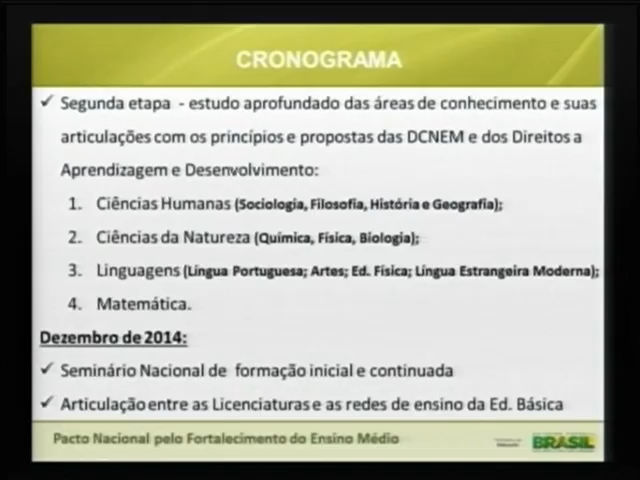 CRONOGRAMA
✓ Segunda etapa - estudo aprofundado das áreas de conhecimento e suas
articulações com os princípios e propostas das DCNEM e dos Direitos a
Aprendizagem e Desenvolvimento:
1. Ciências Humanas (Sociologia, Filosofia, História e Geografia);
2. Ciências da Natureza (Química, Física, Biologia);
3. Linguagens (Língua Portuguesa; Artes; Ed. Física; Língua Estrangeira Moderna);
4. Matemática.
Dezembro de 2014:
✓ Seminário Nacional de formação inicial e continuada
✓ Articulação entre as Licenciaturas e as redes de ensino da Ed. Básica
Pacto Nacional pelo Fortalecimento do Ensino Médio
BRASIL